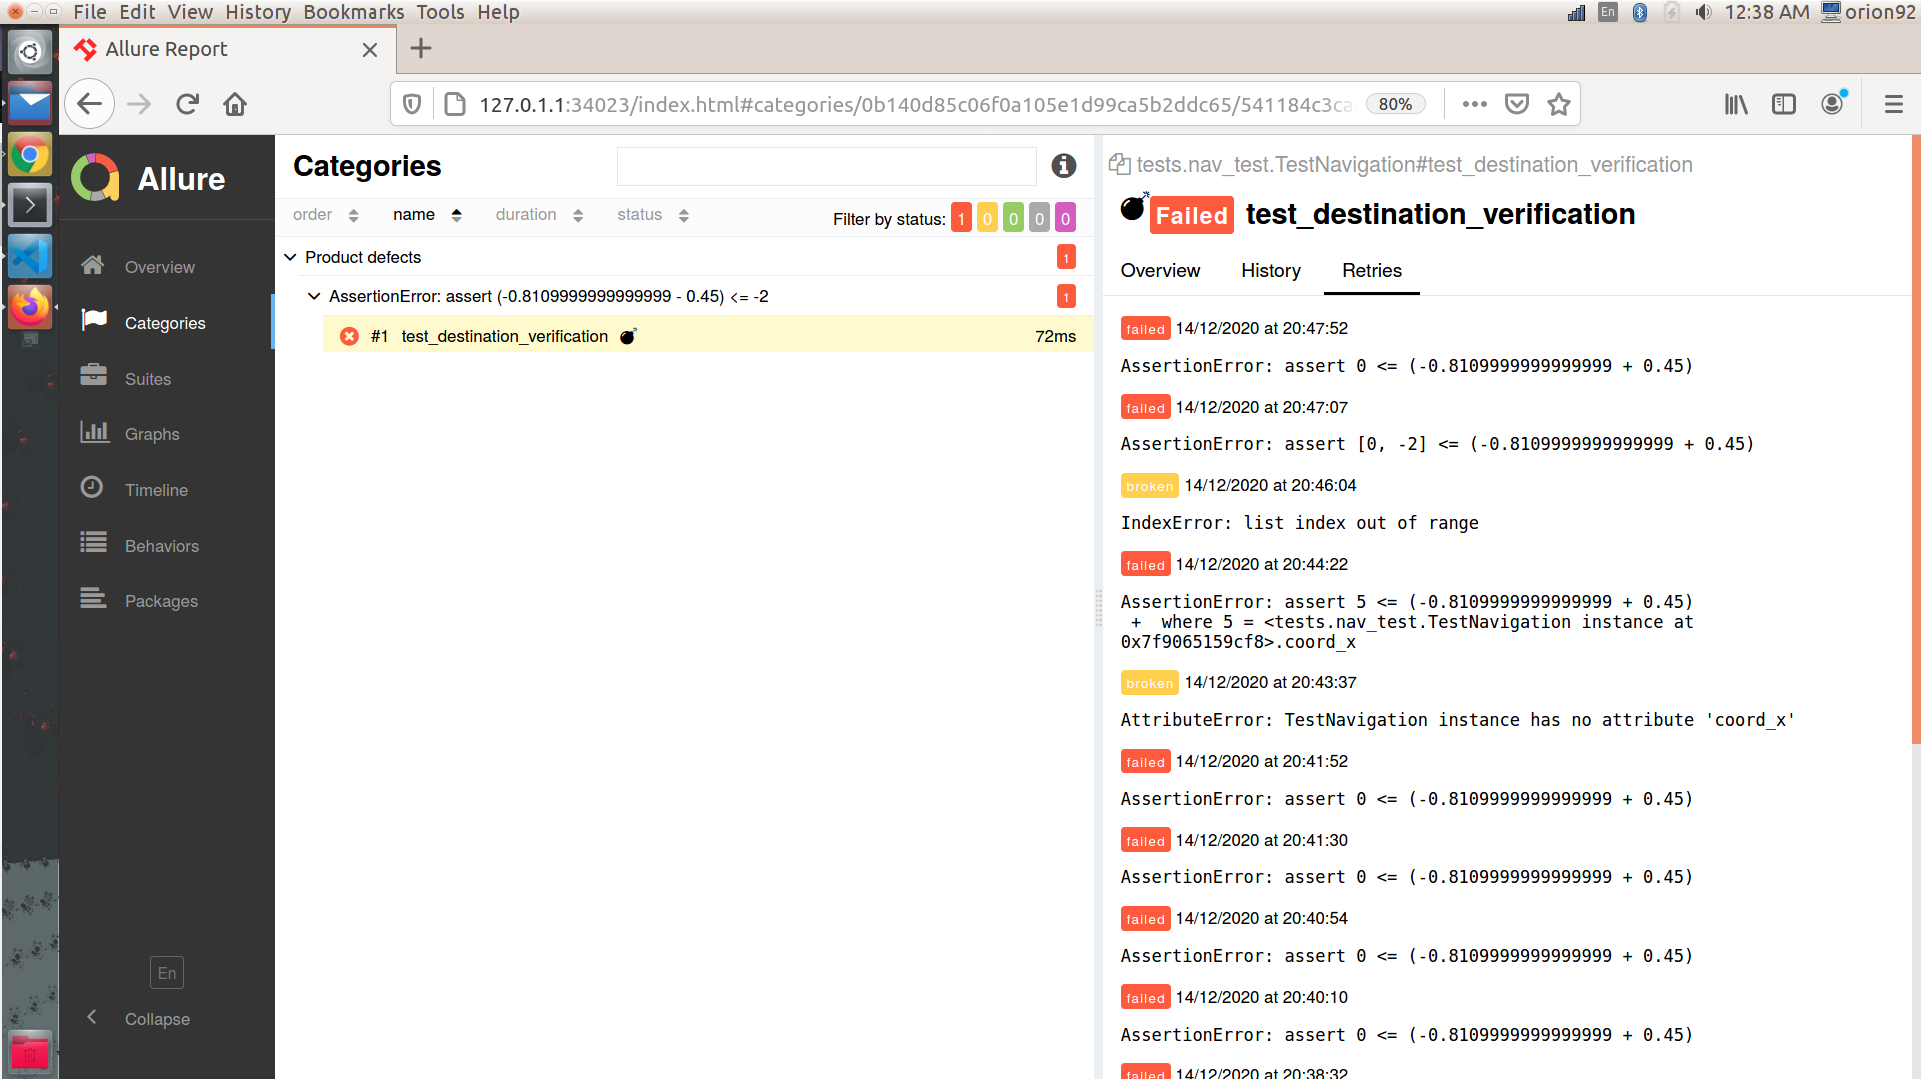 File Edit View History Bookmarks Tools Help
En
12:38 AM
orion92
Allure Report
127.0.1.1:34023/index.html#categories/0b140d85c06f0a105e1d99ca5b2ddc65/541184c3ca
80%
Allure
Overview
Categories
Suites
Graphs
Timeline
Behaviors
Packages
En
Collapse
Categories
order name duration status
Filter by status: 1 0 0 0 0
Product defects 1
AssertionError: assert (-0.8109999999999999 - 0.45) <= -2 1
#1 test_destination_verification 72ms
tests.nav_test.TestNavigation#test_destination_verification
Failed test_destination_verification
Overview History Retries
failed 14/12/2020 at 20:47:52
AssertionError: assert 0 <= (-0.8109999999999999 + 0.45)
failed 14/12/2020 at 20:47:07
AssertionError: assert [0, -2] <= (-0.8109999999999999 + 0.45)
broken 14/12/2020 at 20:46:04
IndexError: list index out of range
failed 14/12/2020 at 20:44:22
AssertionError: assert 5 <= (-0.8109999999999999 + 0.45)
+ where 5 = <tests.nav_test.TestNavigation instance at
0x7f9065159cf8>.coord_x
broken 14/12/2020 at 20:43:37
AttributeError: TestNavigation instance has no attribute 'coord_x'
failed 14/12/2020 at 20:41:52
AssertionError: assert 0 <= (-0.8109999999999999 + 0.45)
failed 14/12/2020 at 20:41:30
AssertionError: assert 0 <= (-0.8109999999999999 + 0.45)
failed 14/12/2020 at 20:40:54
AssertionError: assert 0 <= (-0.8109999999999999 + 0.45)
failed 14/12/2020 at 20:40:10
AssertionError: assert 0 <= (-0.8109999999999999 + 0.45)
failed 14/12/2020 at 20:38:32